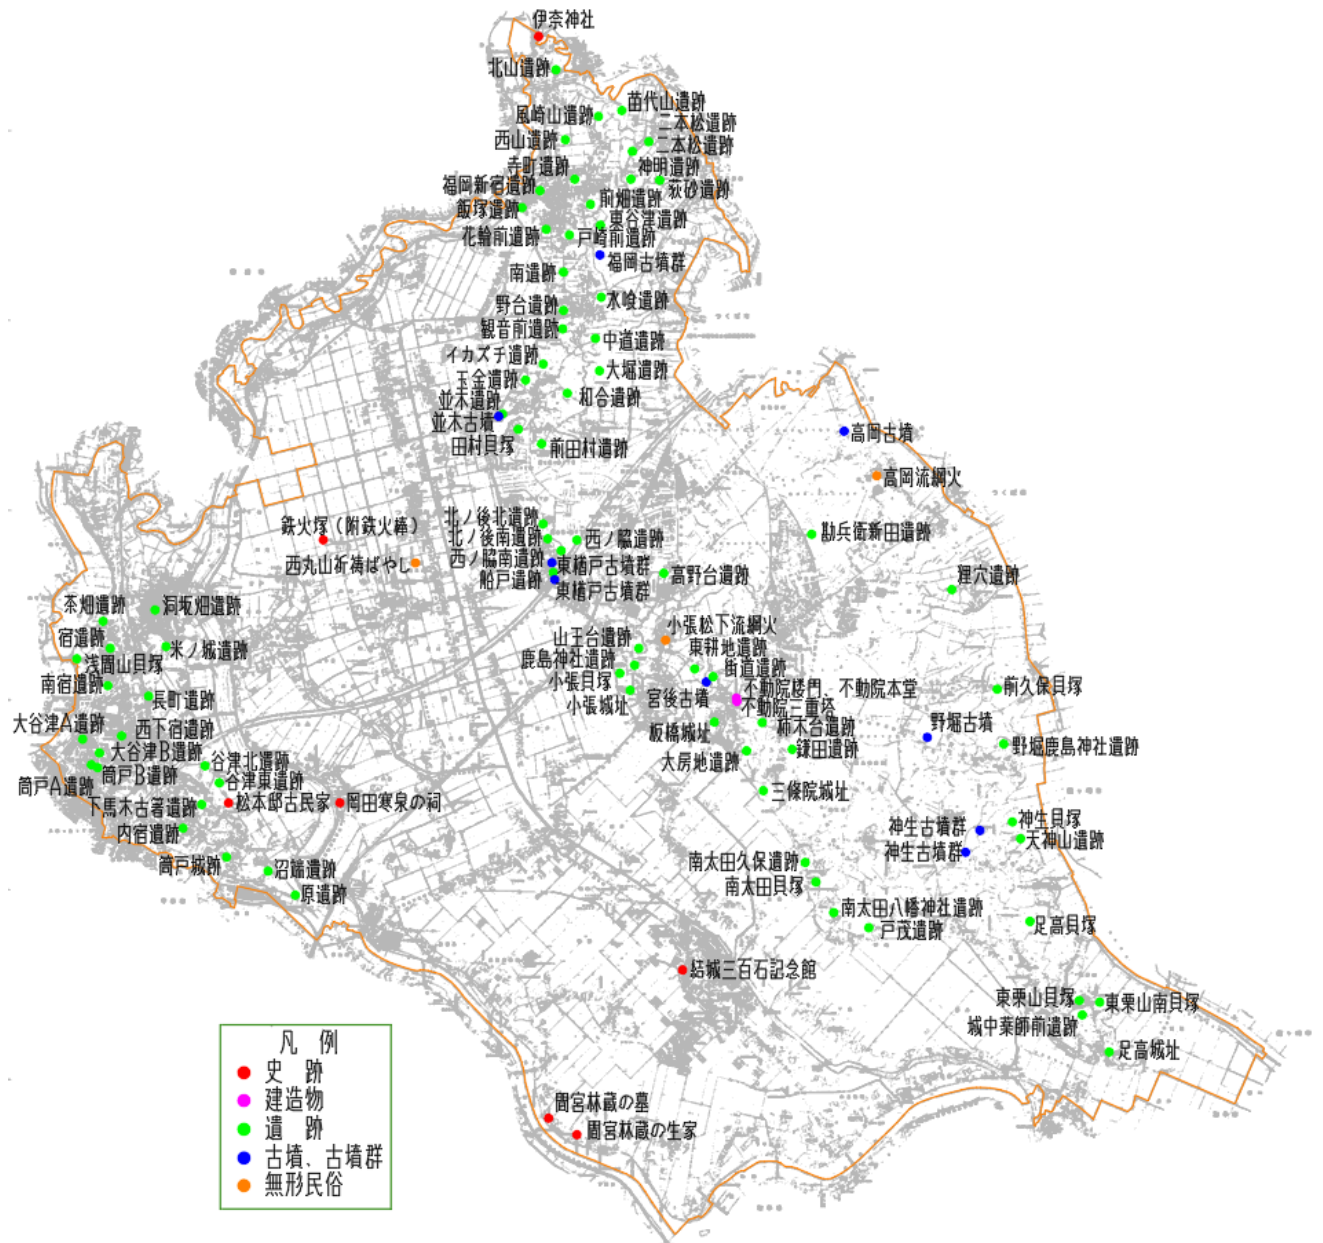 伊奈神社
北山遺跡
苗代山遺跡
風崎山遺跡
二本松遺跡
西山遺跡
二本松遺跡
寺町遺跡
神明遺跡
福岡新宿遺跡
荻砂遺跡
前畑遺跡
飯塚遺跡
東谷津遺跡
花輪前遺跡
戸崎前遺跡
福岡古墳群
南遺跡
水喰遺跡
野台遺跡
観音前遺跡
中道遺跡
イカズチ遺跡
大堀遺跡
玉金遺跡
和合遺跡
並木遺跡
並木古墳
田村貝塚
前田村遺跡
高岡古墳
高岡流綱火
北ノ後北遺跡
鉄火塚（附鉄火棒）
北ノ後南遺跡
西ノ脇遺跡
勘兵衛新田遺跡
西丸山祈祷ばやし
西ノ脇南遺跡
東楢戸古墳群
高野台遺跡
狸穴遺跡
船戸遺跡
東楢戸古墳群
茶畑遺跡
洞坂畑遺跡
小張松下流綱火
宿遺跡
米ノ城遺跡
山王台遺跡
東耕地遺跡
浅間山貝塚
鹿島神社遺跡
街道遺跡
南宿遺跡
小張貝塚
前久保貝塚
長町遺跡
小張城址
宮後古墳
不動院楼門、不動院本堂
不動院三重塔
大谷津A遺跡
西下宿遺跡
板橋城址
柿木台遺跡
野堀古墳
大谷津B遺跡
鎌田遺跡
野堀鹿島神社遺跡
谷津北遺跡
大房地遺跡
筒戸B遺跡
筒戸A遺跡
谷津東遺跡
三條院城址
下馬木古箸遺跡
松本邸古民家
岡田寒泉の祠
内宿遺跡
神生古墳群
神生貝塚
天神山遺跡
筒戸城跡
神生古墳群
沼端遺跡
南太田久保遺跡
原遺跡
南太田貝塚
南太田八幡神社遺跡
戸茂遺跡
足高貝塚
結城三百石記念館
東栗山貝塚
東栗山南貝塚
城中薬師前遺跡
足高城址
間宮林蔵の墓
間宮林蔵の生家
凡　例
史　跡
建造物
遺　跡
古墳、古墳群
無形民俗